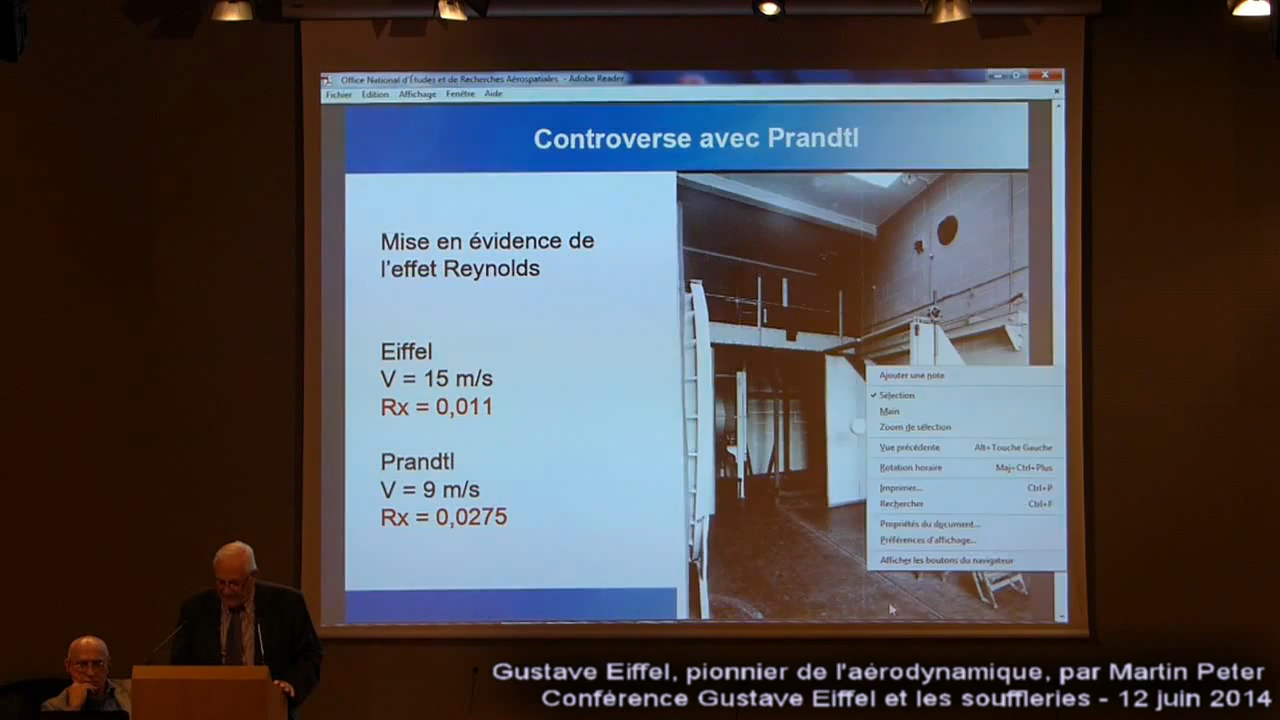 Office National d'Études et de Recherches Aérospatiales - Adobe Reader
Fichier Edition Affichage Fenêtre Aide
Controverse avec Prandtl
Mise en évidence de
l'effet Reynolds
Eiffel
V = 15 m/s
Rx = 0,011
Prandtl
V = 9 m/s
Rx = 0,0275
Ajouter une note
Sélection
Main
Zoom de sélection
Vue précédente Alt+Touche Gauche
Rotation horaire Maj+Ctrl+Plus
Imprimer... Ctrl+P
Rechercher Ctrl+F
Propriétés du document...
Préférences d'affichage...
Afficher les boutons du navigateur
Gustave Eiffel, pionnier de l'aérodynamique, par Martin Peter
Conférence Gustave Eiffel et les souffleries - 12 juin 2014